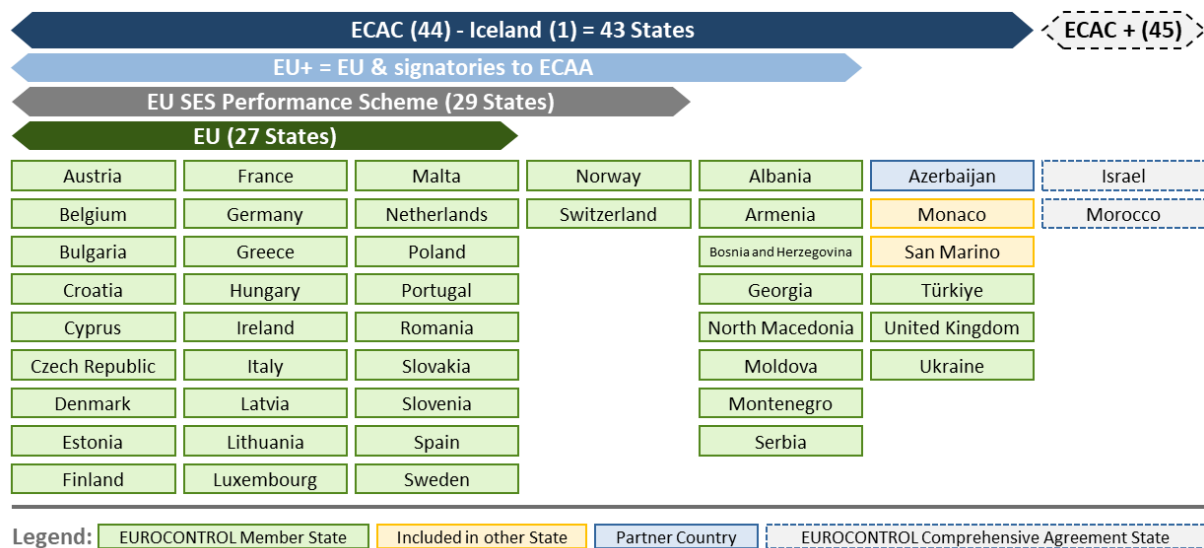 ECAC (44) - Iceland (1) = 43 States
ECAC + (45)
EU+ = EU & signatories to ECAA
EU SES Performance Scheme (29 States)
EU (27 States)
Austria France Malta Norway Albania Azerbaijan Israel
Belgium Germany Netherlands Switzerland Armenia Monaco Morocco
Bulgaria Greece Poland Bosnia and Herzegovina San Marino
Croatia Hungary Portugal Georgia Türkiye
Cyprus Ireland Romania North Macedonia United Kingdom
Czech Republic Italy Slovakia Moldova Ukraine
Denmark Latvia Slovenia Montenegro
Estonia Lithuania Spain Serbia
Finland Luxembourg Sweden
Legend: EUROCONTROL Member State Included in other State Partner Country EUROCONTROL Comprehensive Agreement State